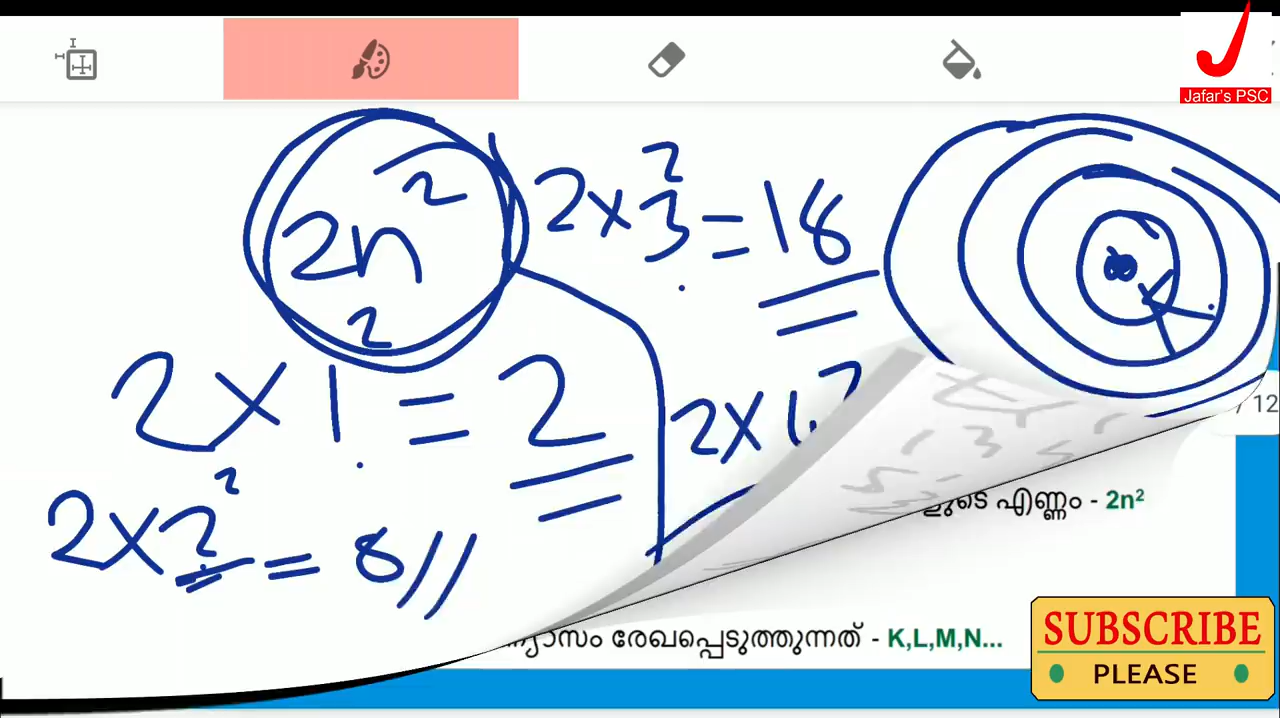 Jafar's PSC
2n²
2 x 3² = 18
2 x 1² = 2
2 x 2² = 8 //
2 x 4²
/ 12
എണ്ണം - 2n²
രേഖപ്പെടുത്തുന്നത് - K,L,M,N...
SUBSCRIBE
PLEASE